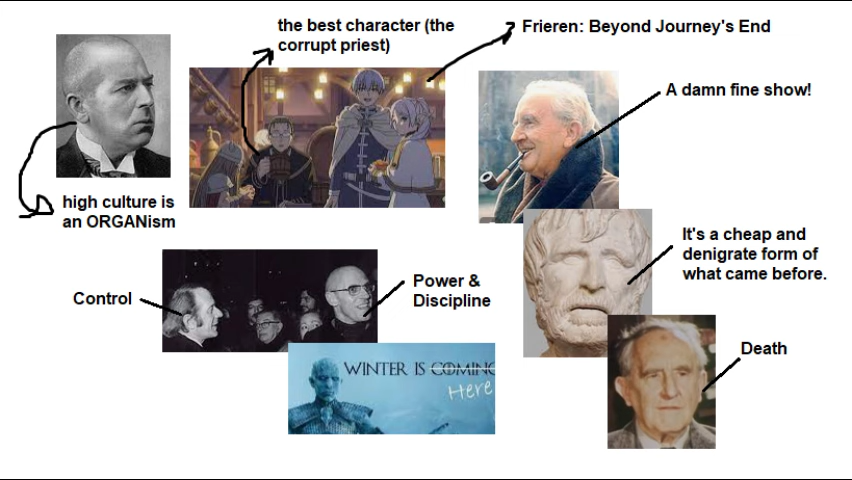 the best character (the
corrupt priest)
Frieren: Beyond Journey's End
A damn fine show!
high culture is
an ORGANism
It's a cheap and
denigrate form of
what came before.
Control
Power &
Discipline
WINTER IS COMING
Here
Death